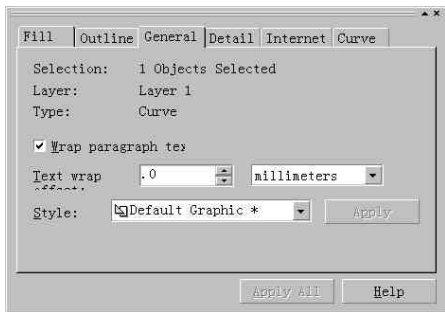 Fill Outline General Detail Internet Curve
Selection: 1 Objects Selected
Layer: Layer 1
Type: Curve
Wrap paragraph tex
Text wrap .0 millimeters
Style: Default Graphic * Apply
Apply All Help